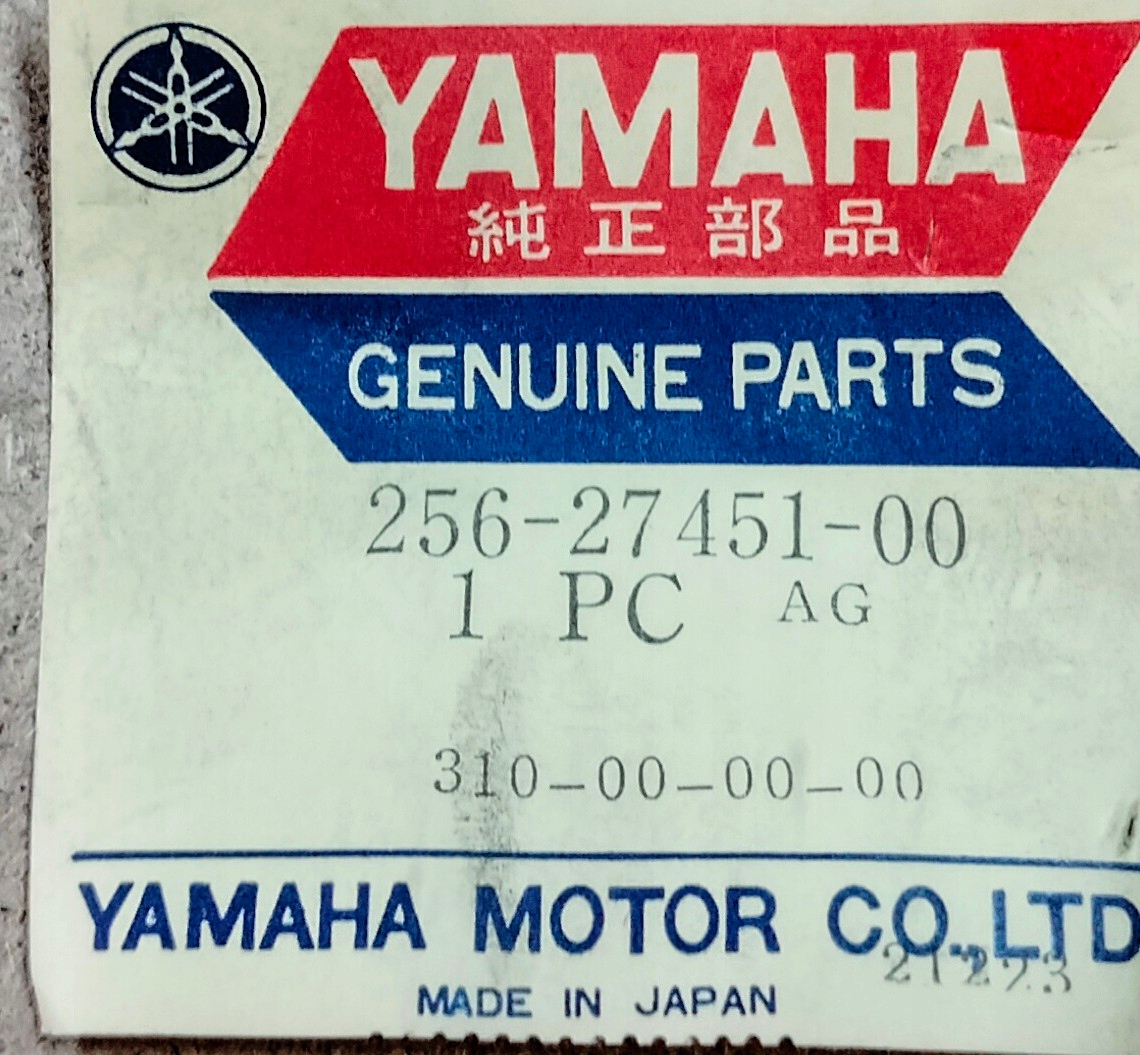 YAMAHA
純正部品
GENUINE PARTS
256-27451-00
1 PC AG
310-00-00-00
YAMAHA MOTOR CO.,LTD
21223
MADE IN JAPAN